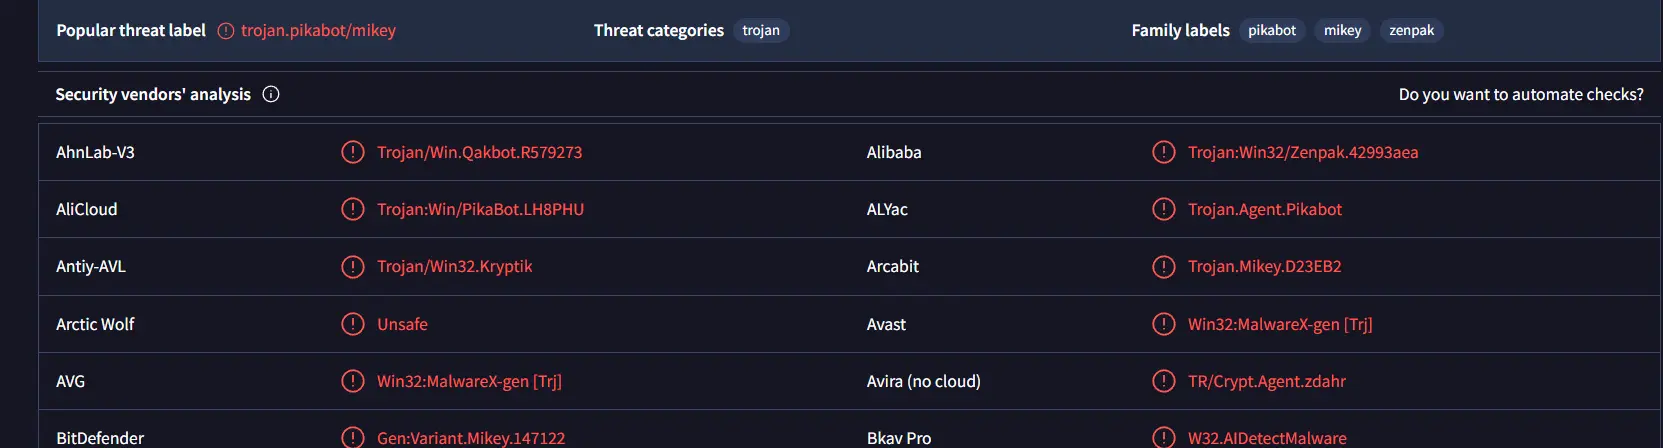 Popular threat label trojan.pikabot/mikey Threat categories trojan Family labels pikabot mikey zenpak
Security vendors' analysis Do you want to automate checks?
AhnLab-V3 Trojan/Win.Qakbot.R579273 Alibaba Trojan:Win32/Zenpak.42993aea
AliCloud Trojan:Win/PikaBot.LH8PHU ALYac Trojan.Agent.Pikabot
Antiy-AVL Trojan/Win32.Kryptik Arcabit Trojan.Mikey.D23EB2
Arctic Wolf Unsafe Avast Win32:MalwareX-gen [Trj]
AVG Win32:MalwareX-gen [Trj] Avira (no cloud) TR/Crypt.Agent.zdahr
BitDefender Gen:Variant.Mikey.147122 Bkav Pro W32.AIDetectMalware